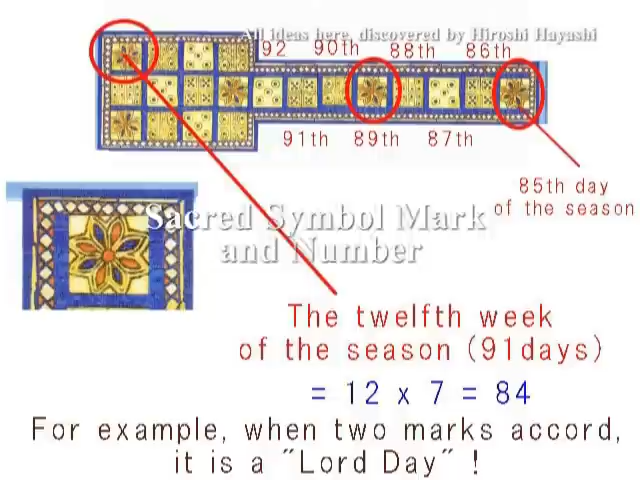 All ideas here, discovered by Hiroshi Hayashi
92 90th 88th 86th
91th 89th 87th
85th day
of the season
Sacred Symbol Mark
and Number
The twelfth week
of the season (91days)
= 12 x 7 = 84
For example, when two marks accord,
it is a "Lord Day" !